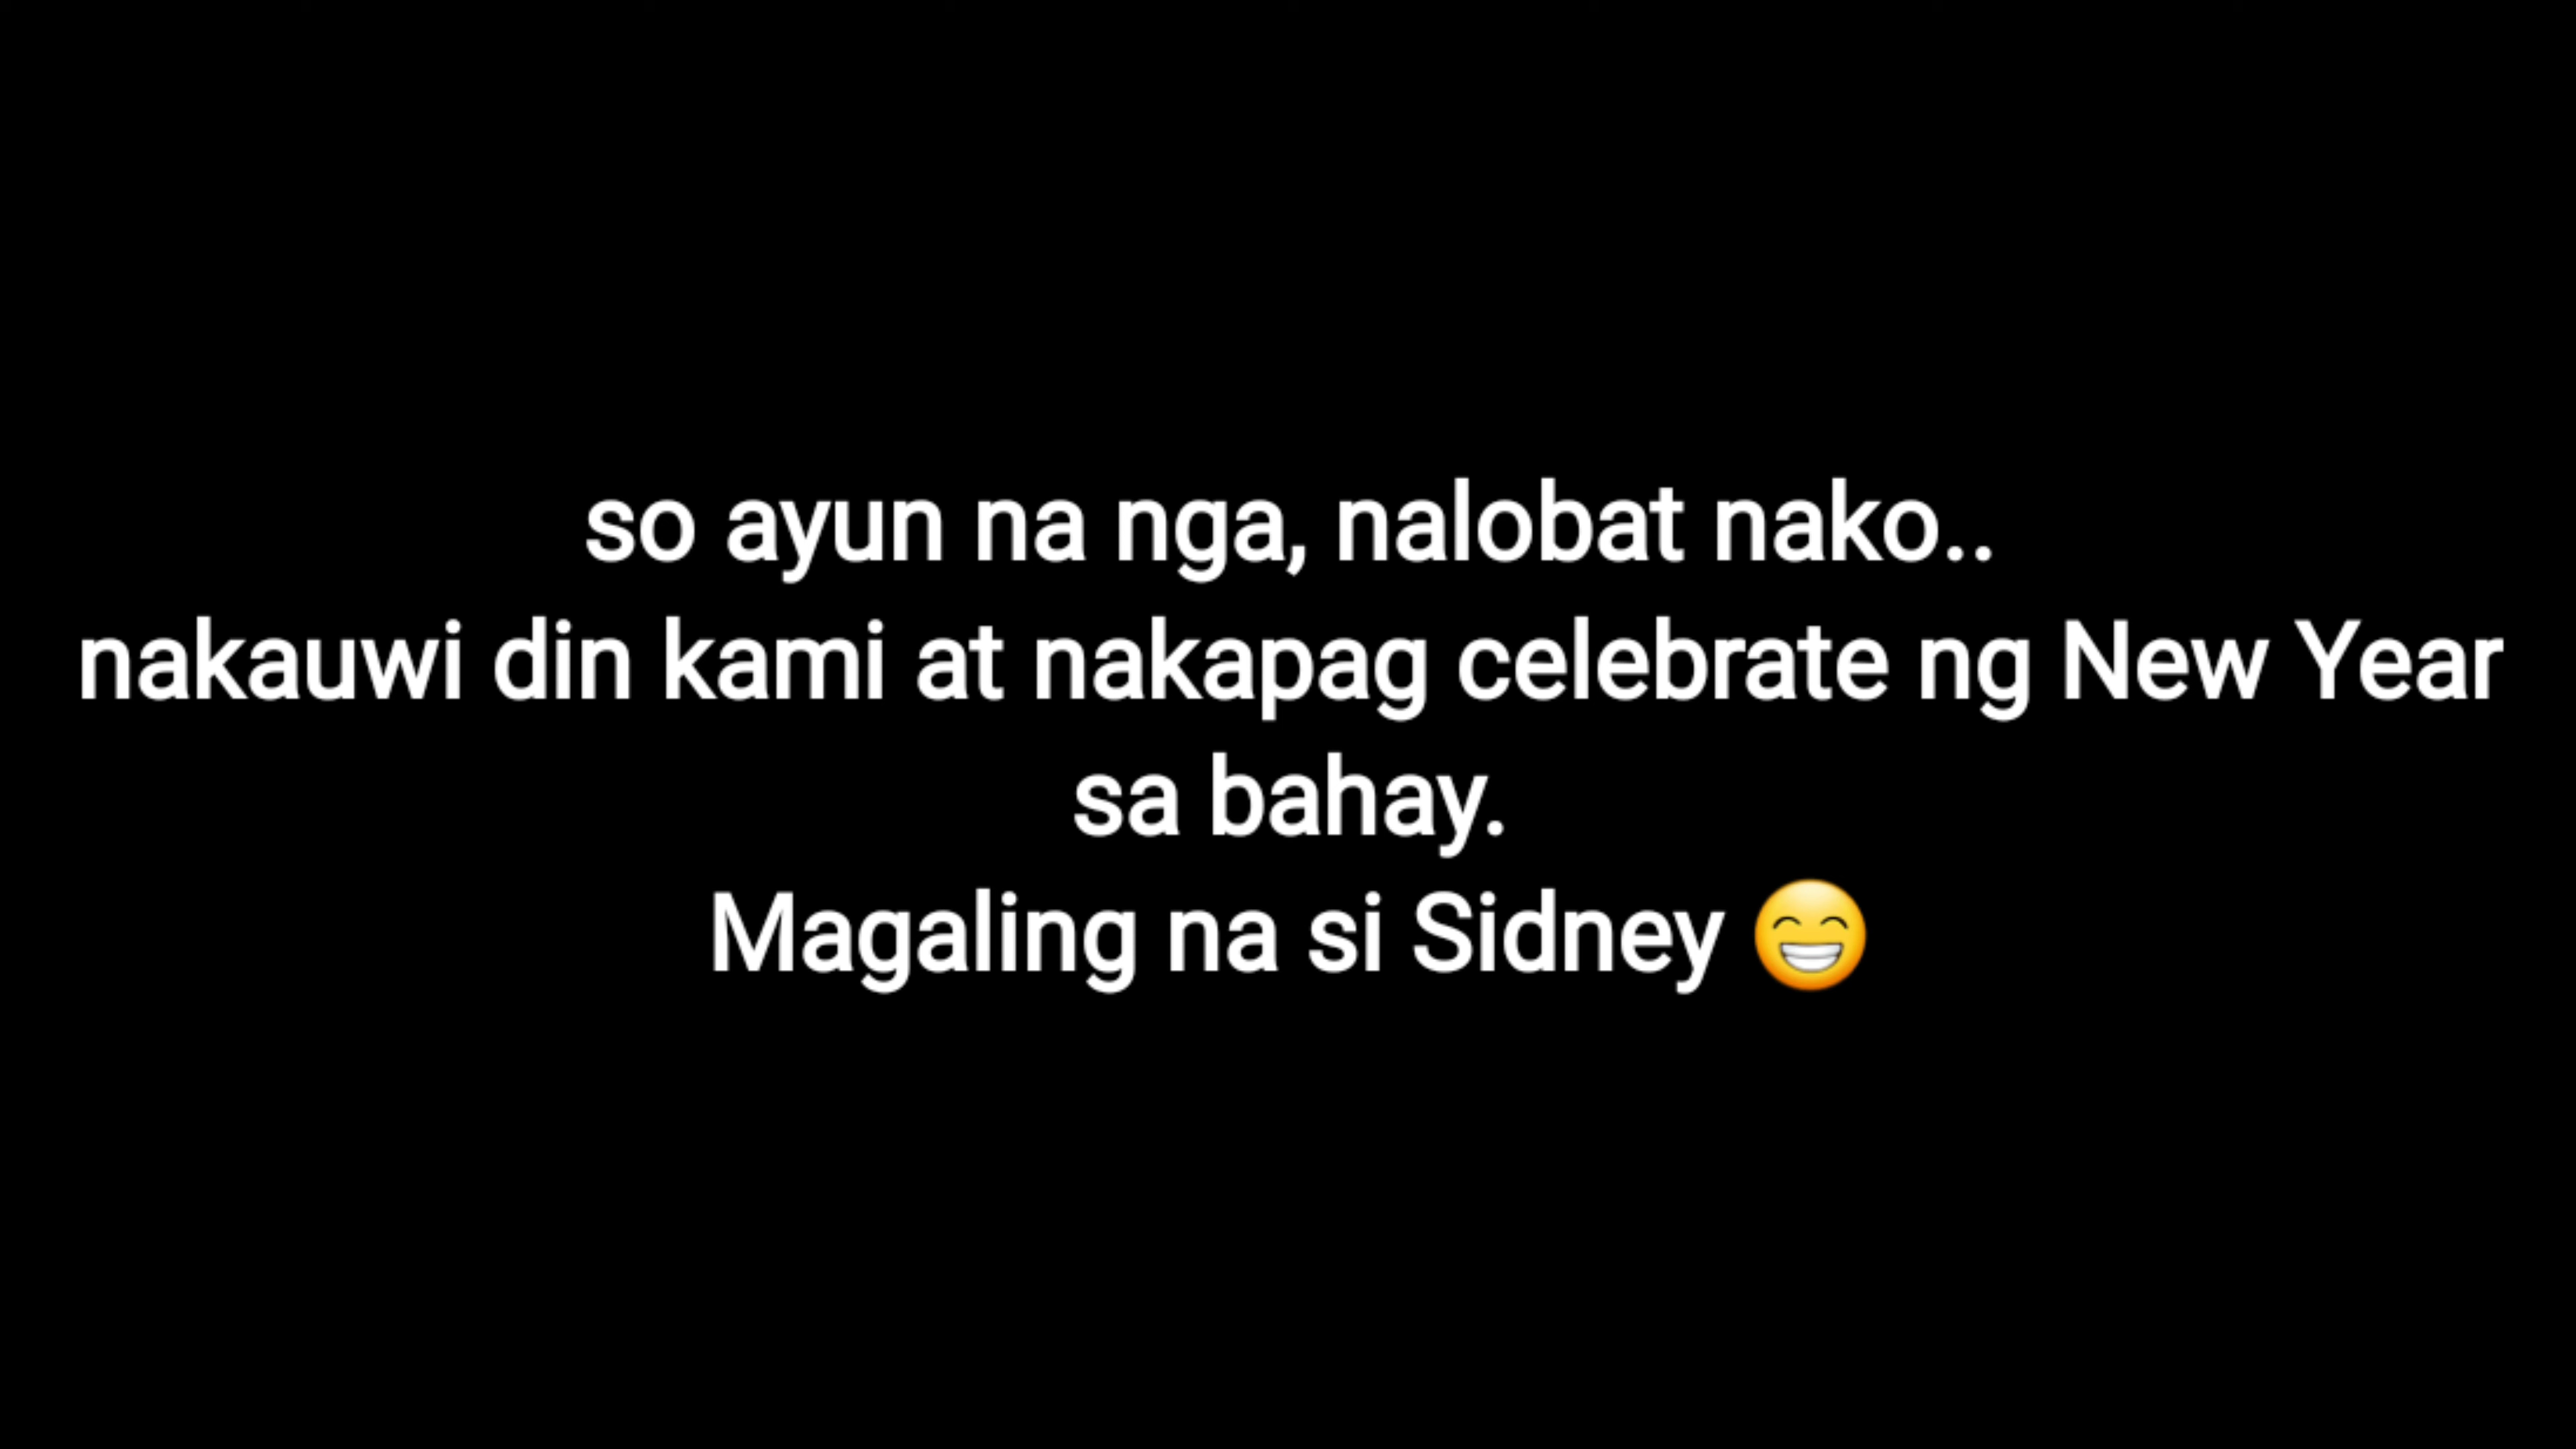 so ayun na nga, nalobat nako..
nakauwi din kami at nakapag celebrate ng New Year
sa bahay.
Magaling na si Sidney 😁